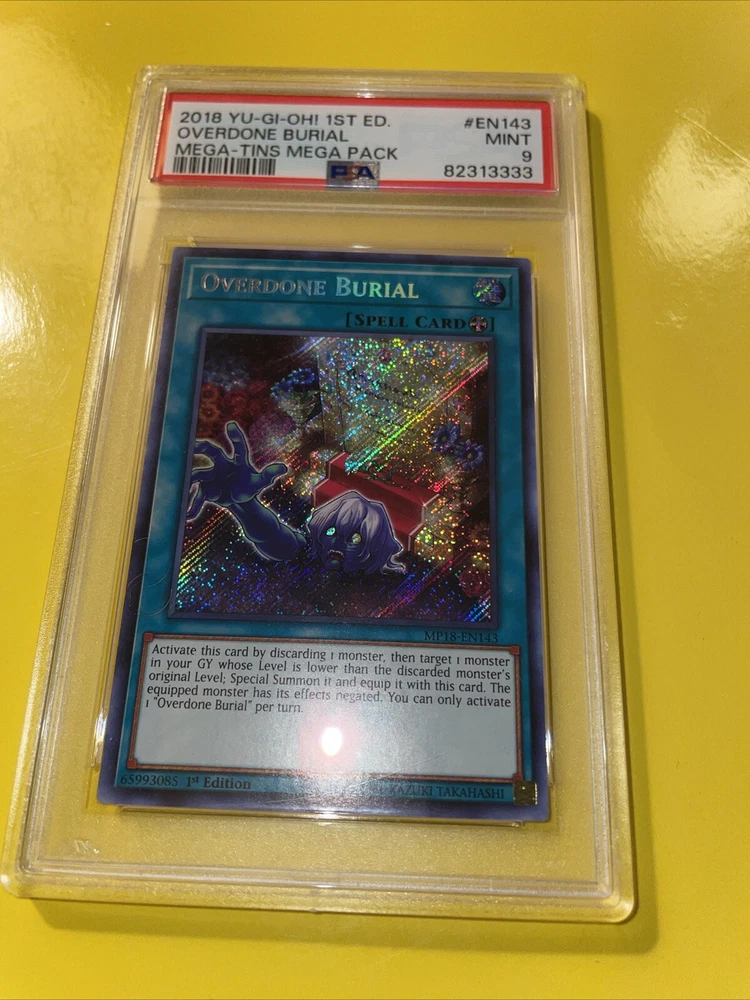 2018 YU-GI-OH! 1ST ED. #EN143
OVERDONE BURIAL MINT
MEGA-TINS MEGA PACK 9
PSA 82313333
OVERDONE BURIAL
[SPELL CARD]
MP18-EN143
Activate this card by discarding 1 monster, then target 1 monster
in your GY whose Level is lower than the discarded monster's
original Level; Special Summon it and equip it with this card. The
equipped monster has its effects negated. You can only activate
1 "Overdone Burial" per turn.
65993085 1st Edition KAZUKI TAKAHASHI